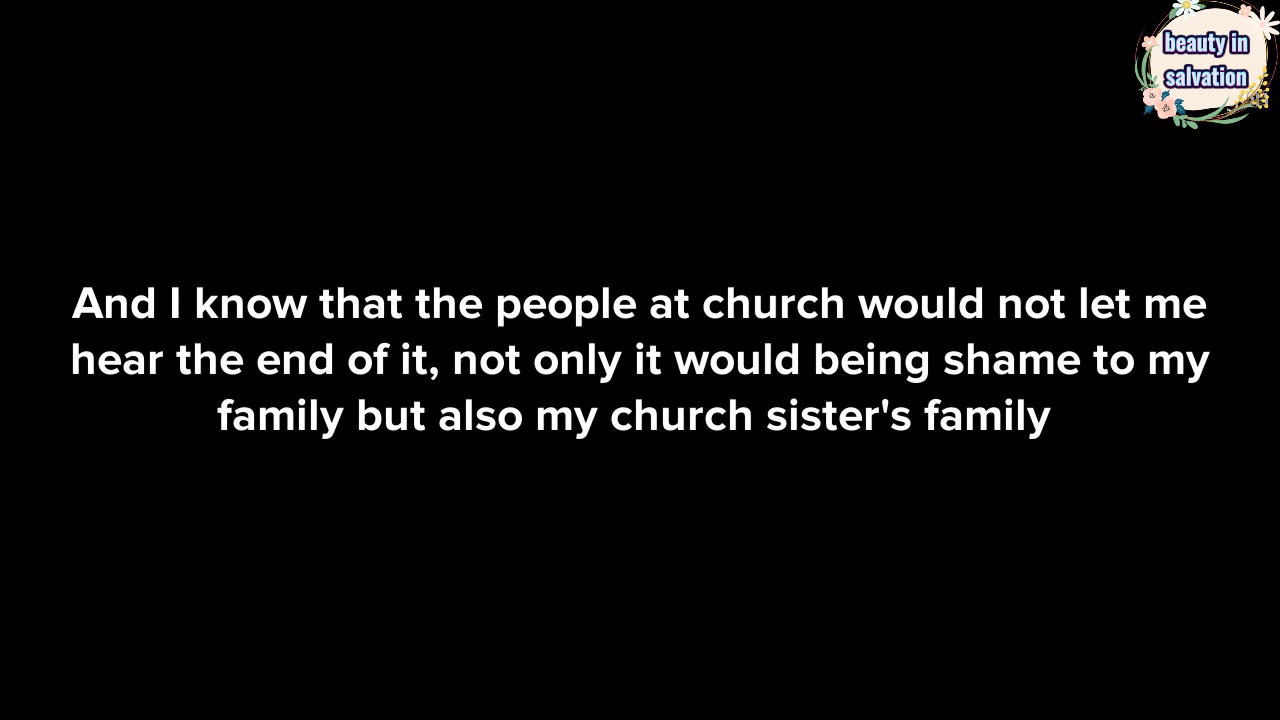 beauty in
salvation
And I know that the people at church would not let me
hear the end of it, not only it would being shame to my
family but also my church sister's family